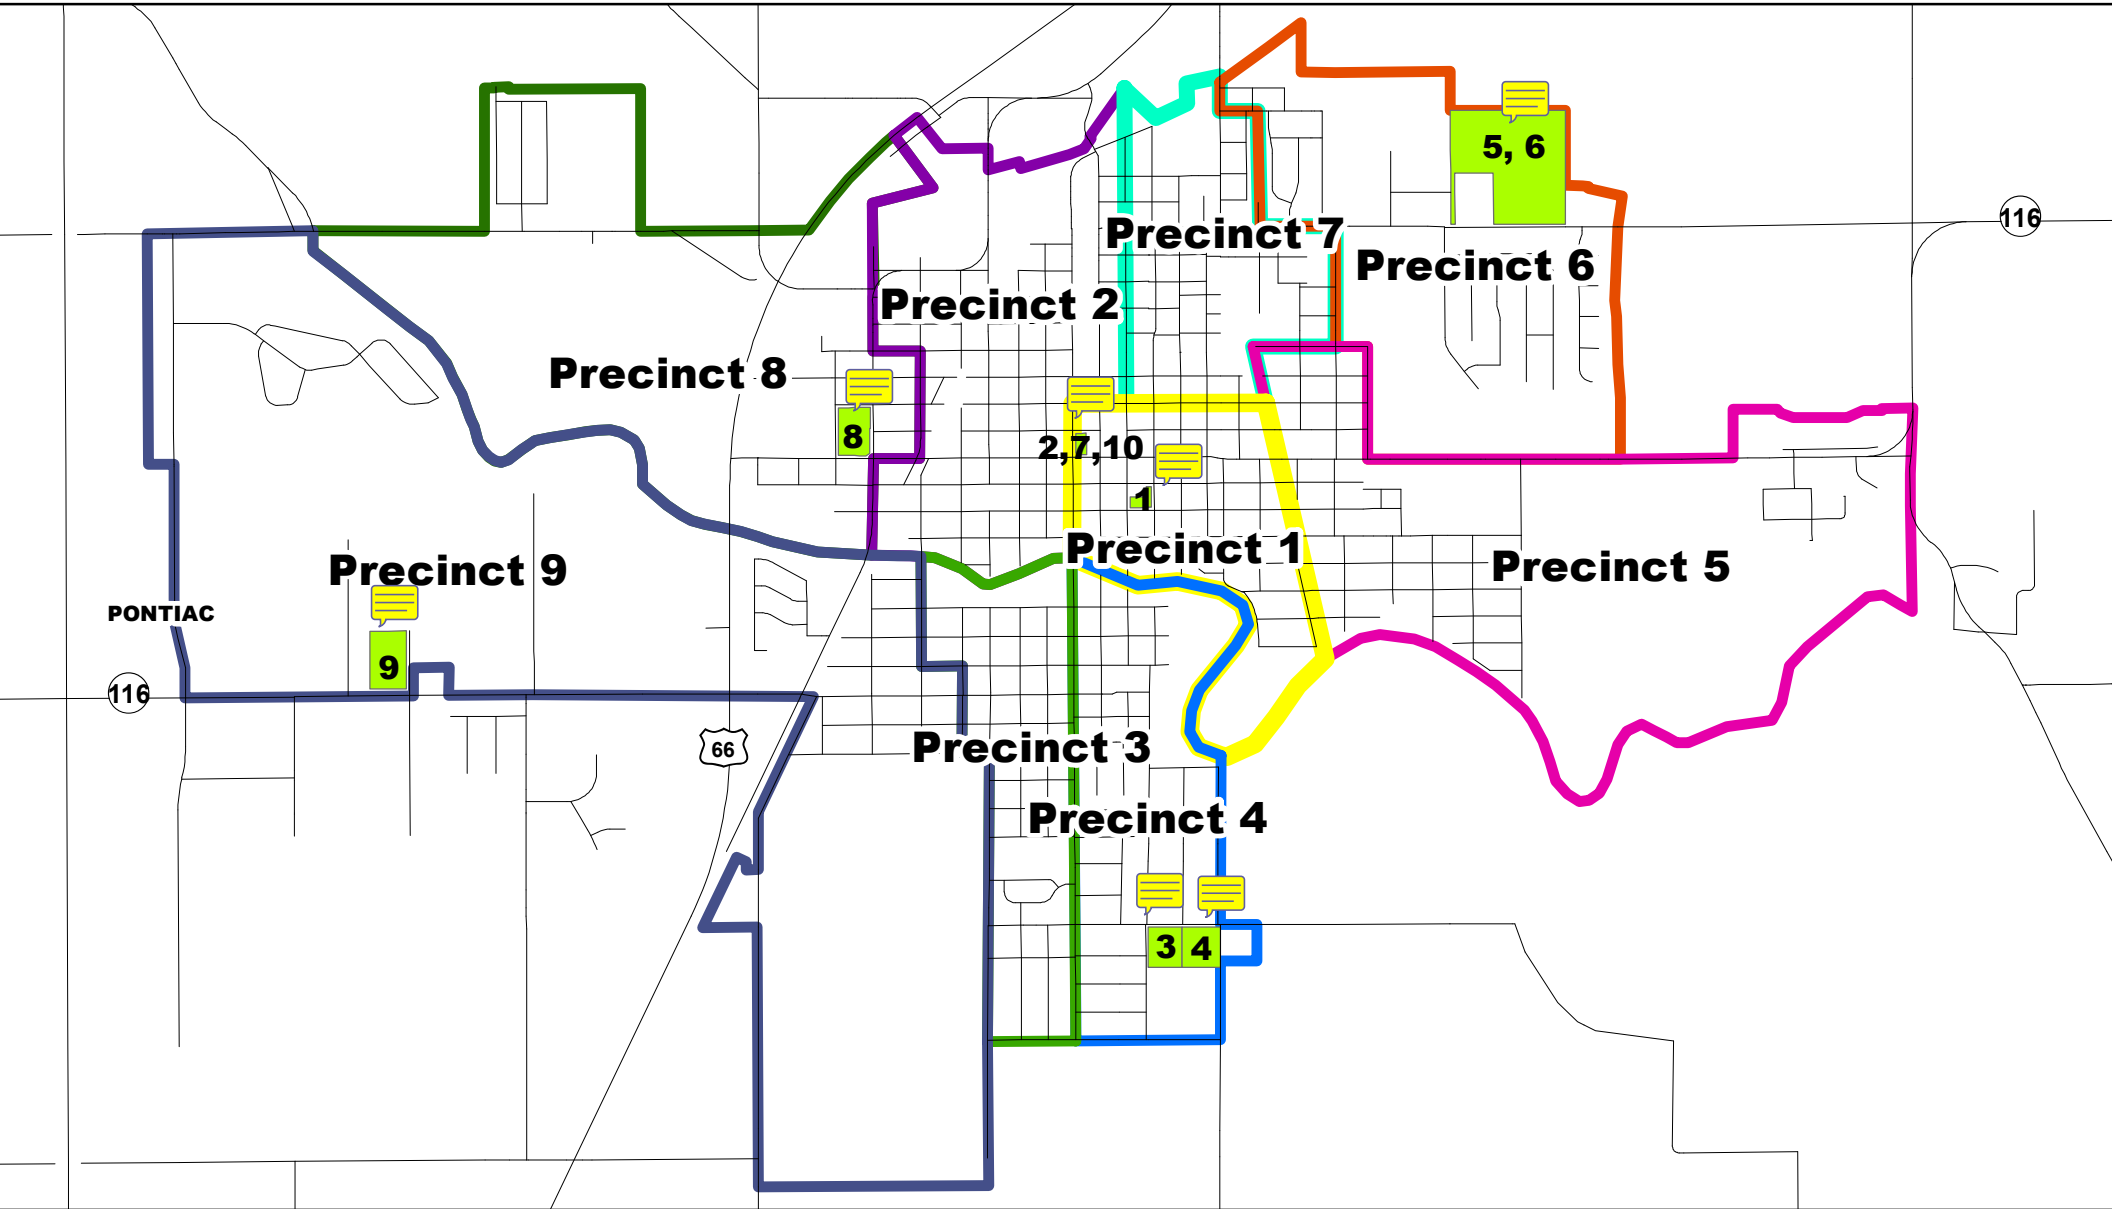 5, 6
116
Precinct 7
Precinct 6
Precinct 2
Precinct 8
8
2,7,10
1
Precinct 1
Precinct 5
Precinct 9
PONTIAC
9
116
66
Precinct 3
Precinct 4
3
4